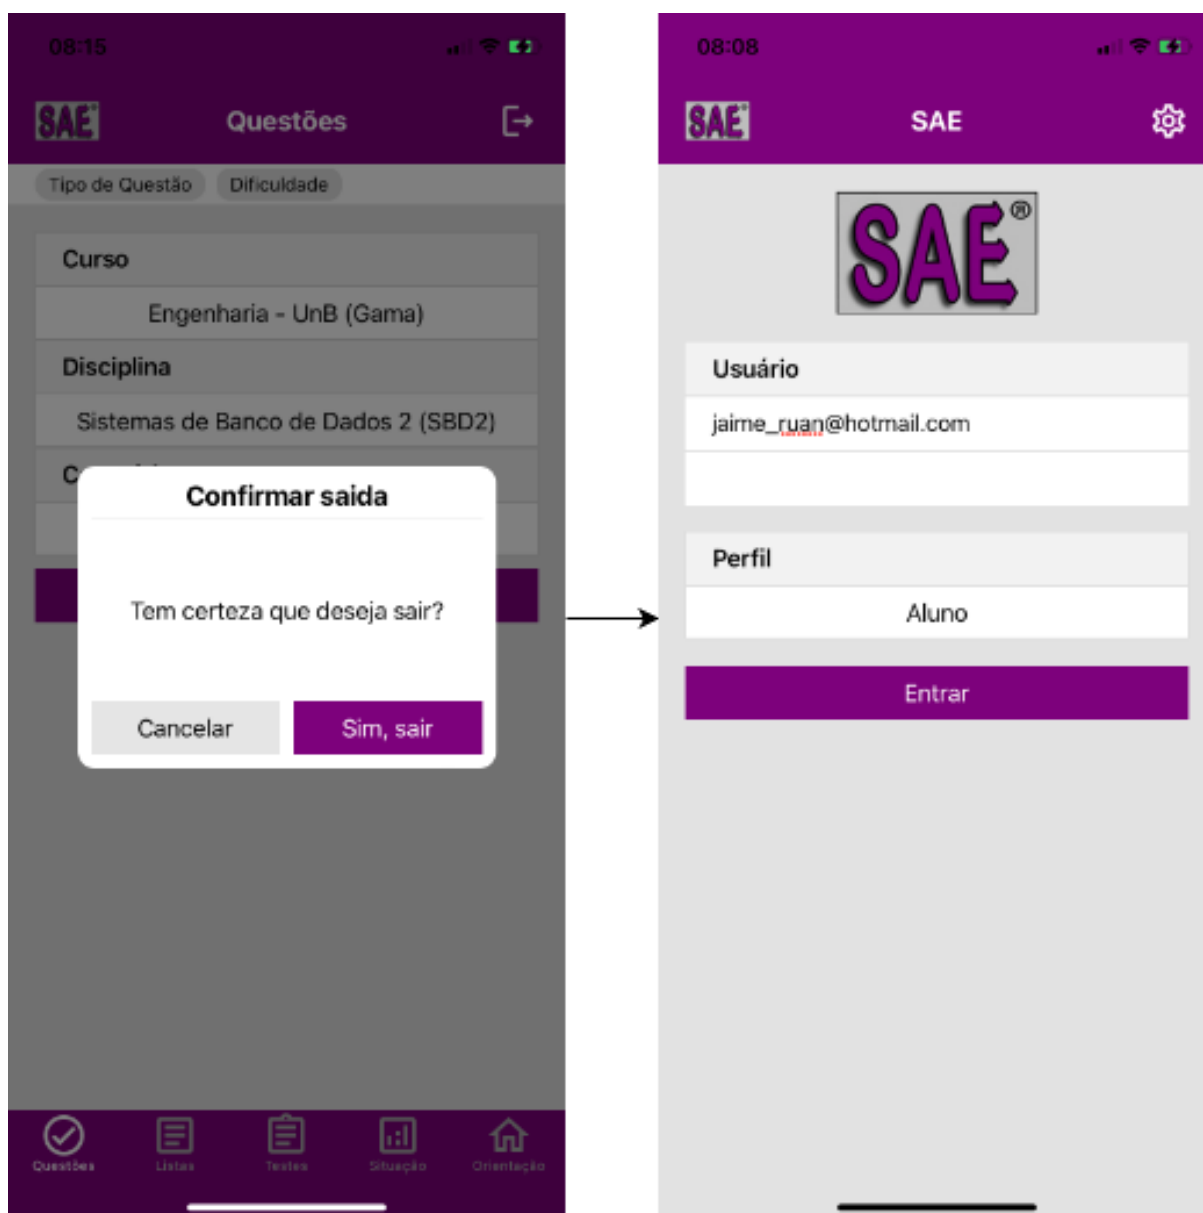 08:15
SAE
Questões
Tipo de Questão Dificuldade
Curso
Engenharia - UnB (Gama)
Disciplina
Sistemas de Banco de Dados 2 (SBD2)
C
Confirmar saida
Tem certeza que deseja sair?
Cancelar Sim, sair
Questões Listas Testes Situação Orientação
08:08
SAE
SAE
SAE®
Usuário
jaime_ruan@hotmail.com
Perfil
Aluno
Entrar